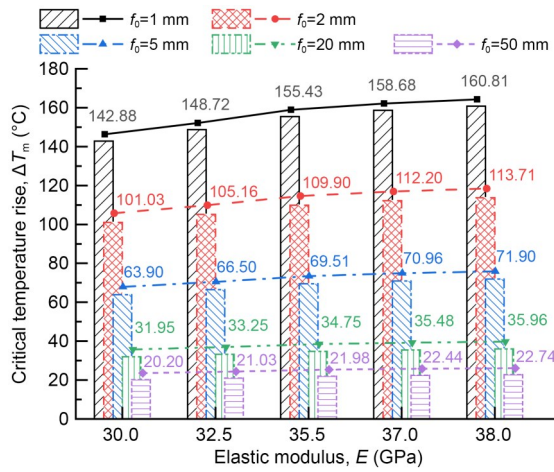 f₀=1 mm f₀=2 mm
f₀=5 mm f₀=20 mm f₀=50 mm
Critical temperature rise, ΔTₘ (°C)
180
160
140
120
100
80
60
40
20
0
142.88 148.72 155.43 158.68 160.81
101.03 105.16 109.90 112.20 113.71
63.90 66.50 69.51 70.96 71.90
31.95 33.25 34.75 35.48 35.96
20.20 21.03 21.98 22.44 22.74
30.0 32.5 35.5 37.0 38.0
Elastic modulus, E (GPa)